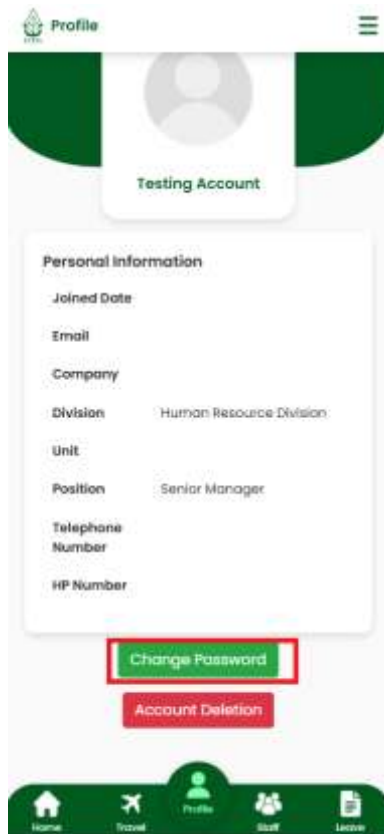 Profile
Testing Account
Personal Information
Joined Date
Email
Company
Division Human Resource Division
Unit
Position Senior Manager
Telephone
Number
HP Number
Change Password
Account Deletion
Home Travel Profile Staff Leave